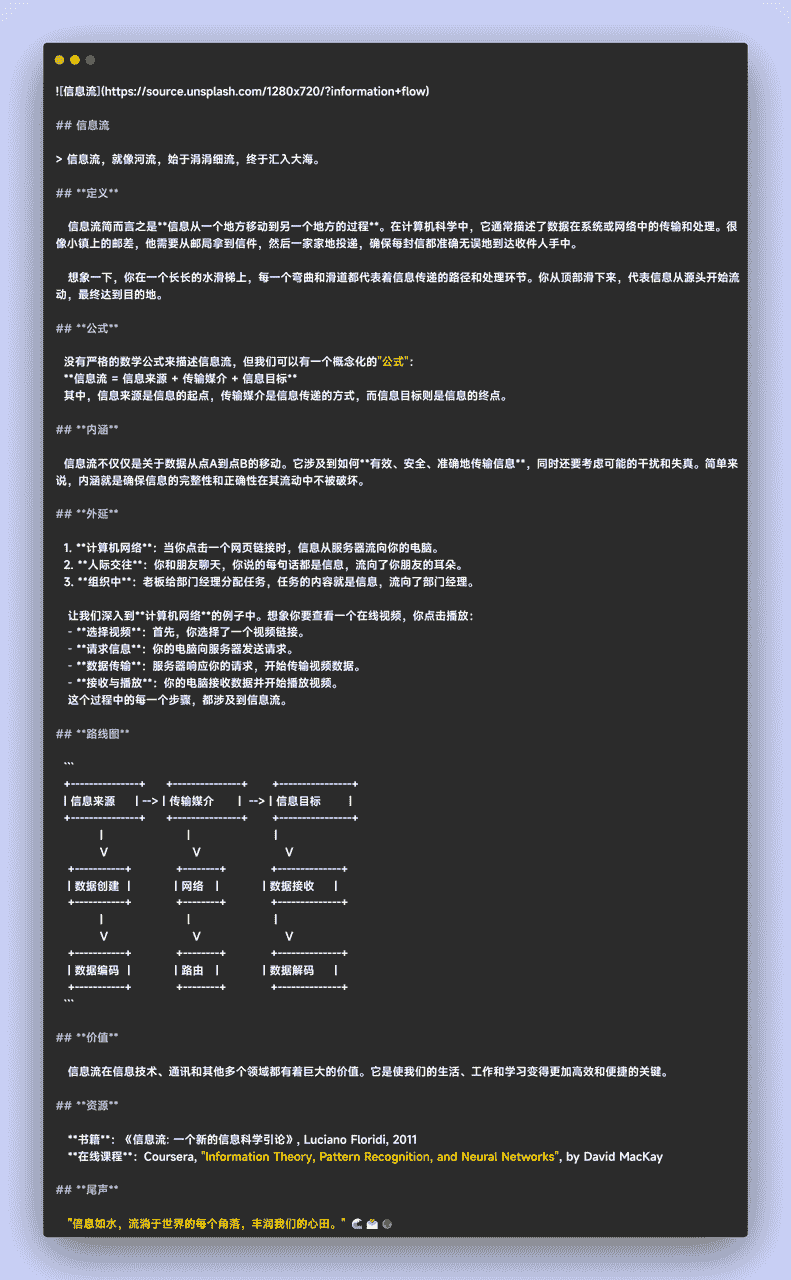 ![信息流](https://source.unsplash.com/1280x720/?information+flow)
## 信息流
> 信息流，就像河流，始于涓涓细流，终于汇入大海。
## **定义**
信息流简而言之是**信息从一个地方移动到另一个地方的过程**。在计算机科学中，它通常描述了数据在系统或网络中的传输和处理。很
像小镇上的邮差，他需要从邮局拿到信件，然后一家家地投递，确保每封信都准确无误地到达收件人手中。
想象一下，你在一个长长的水滑梯上，每一个弯曲和滑道都代表着信息传递的路径和处理环节。你从顶部滑下来，代表信息从源头开始流
动，最终达到目的地。
## **公式**
没有严格的数学公式来描述信息流，但我们可以有一个概念化的"公式"：
**信息流 = 信息来源 + 传输媒介 + 信息目标**
其中，信息来源是信息的起点，传输媒介是信息传递的方式，而信息目标则是信息的终点。
## **内涵**
信息流不仅仅是关于数据从点A到点B的移动。它涉及到如何**有效、安全、准确地传输信息**，同时还要考虑可能的干扰和失真。简单来
说，内涵就是确保信息的完整性和正确性在其流动中不被破坏。
## **外延**
1. **计算机网络**：当你点击一个网页链接时，信息从服务器流向你的电脑。
2. **人际交往**：你和朋友聊天，你说的每句话都是信息，流向了你朋友的耳朵。
3. **组织中**：老板给部门经理分配任务，任务的内容就是信息，流向了部门经理。
让我们深入到**计算机网络**的例子中。想象你要查看一个在线视频，你点击播放：
- **选择视频**：首先，你选择了一个视频链接。
- **请求信息**：你的电脑向服务器发送请求。
- **数据传输**：服务器响应你的请求，开始传输视频数据。
- **接收与播放**：你的电脑接收数据并开始播放视频。
这个过程中的每一个步骤，都涉及到信息流。
## **路线图**
```
+---------------+ +---------------+ +----------------+
| 信息来源 | --> | 传输媒介 | --> | 信息目标 |
+---------------+ +---------------+ +----------------+
| | |
V V V
+-----------+ +--------+ +--------------+
| 数据创建 | | 网络 | | 数据接收 |
+-----------+ +--------+ +--------------+
| | |
V V V
+-----------+ +--------+ +--------------+
| 数据编码 | | 路由 | | 数据解码 |
+-----------+ +--------+ +--------------+
```
## **价值**
信息流在信息技术、通讯和其他多个领域都有着巨大的价值。它是使我们的生活、工作和学习变得更加高效和便捷的关键。
## **资源**
**书籍**：《信息流: 一个新的信息科学引论》, Luciano Floridi, 2011
**在线课程**：Coursera, "Information Theory, Pattern Recognition, and Neural Networks", by David MacKay
## **尾声**
"信息如水，流淌于世界的每个角落，丰润我们的心田。" 🌊📩🌑